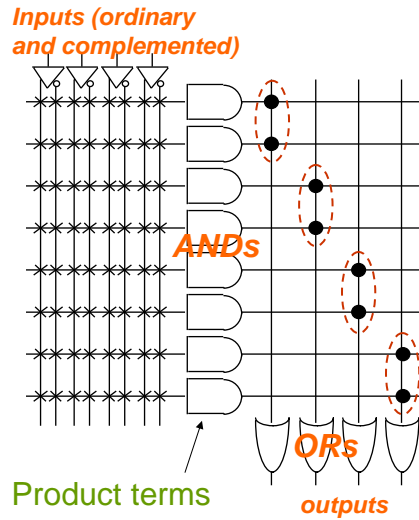 Inputs (ordinary
and complemented)
ANDs
ORs
Product terms
outputs